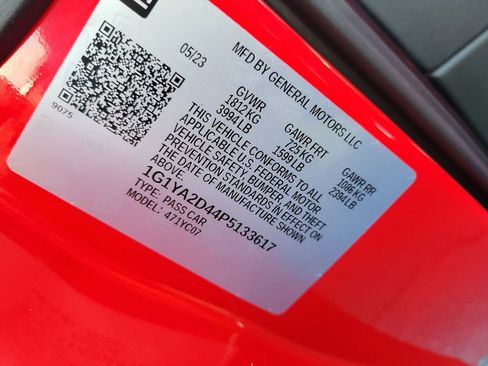 05/23
MFD BY GENERAL MOTORS LLC
GVWR
1812 KG
3994 LB
GAWR FRT
725 KG
1599 LB
GAWR RR
1086 KG
2394 LB
THIS VEHICLE CONFORMS TO ALL
APPLICABLE U.S. FEDERAL MOTOR
VEHICLE SAFETY, BUMPER, AND THEFT
PREVENTION STANDARDS IN EFFECT ON
THE DATE OF MANUFACTURE SHOWN
ABOVE.
1G1YA2D44P5133617
TYPE: PASS CAR
MODEL: 471YC07
9075